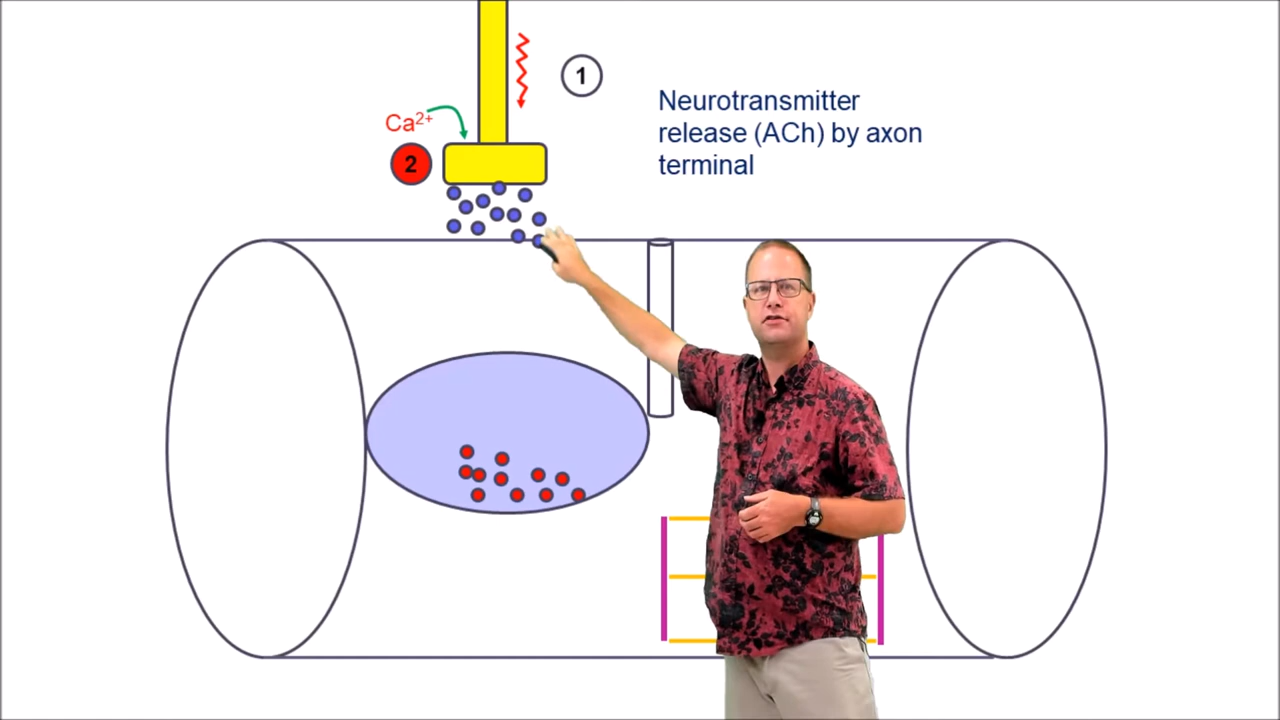 1
Neurotransmitter
release (ACh) by axon
terminal
Ca²⁺
2